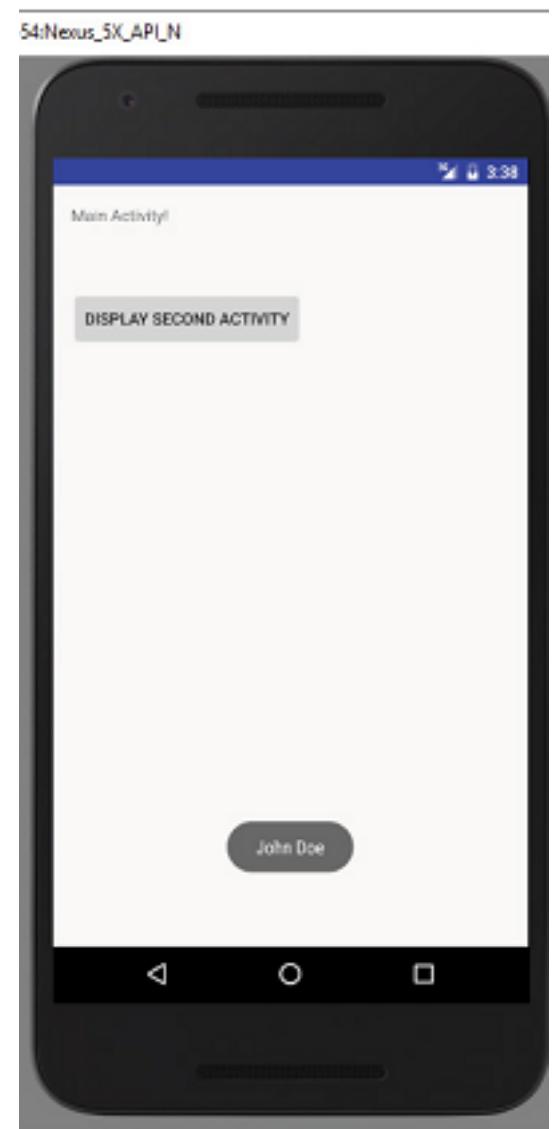 54:Nexus_5X_API_N
3:38
Main Activity!
DISPLAY SECOND ACTIVITY
John Doe